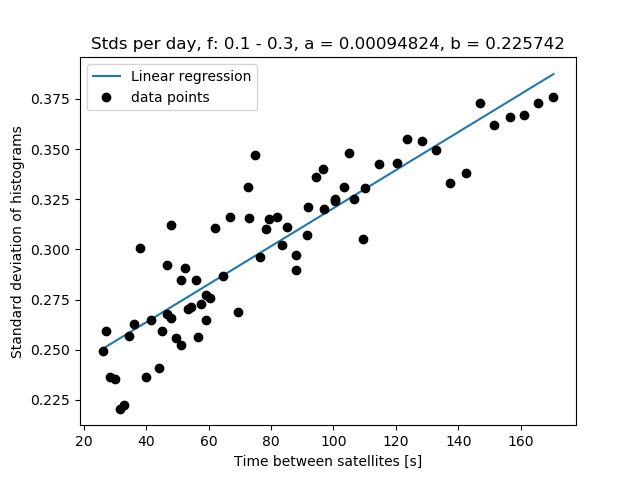 Stds per day, f: 0.1 - 0.3, a = 0.00094824, b = 0.225742
Linear regression
data points
0.375
0.350
0.325
0.300
0.275
0.250
0.225
Standard deviation of histograms
20 40 60 80 100 120 140 160
Time between satellites [s]